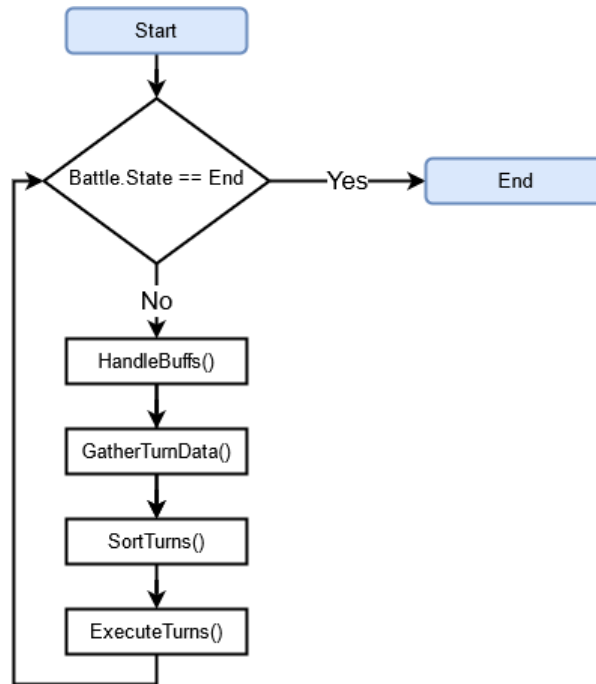 Start
Battle.State == End
Yes
End
No
HandleBuffs()
GatherTurnData()
SortTurns()
ExecuteTurns()